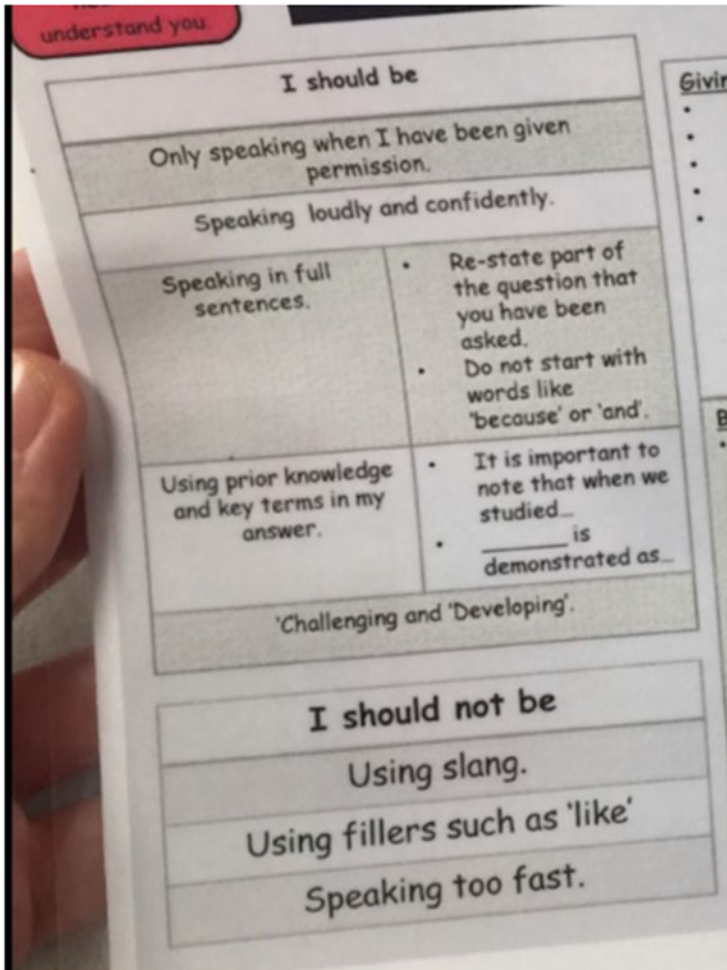 understand you.
I should be
Only speaking when I have been given
permission.
Speaking loudly and confidently.
Speaking in full
sentences.
• Re-state part of
the question that
you have been
asked.
• Do not start with
words like
'because' or 'and'.
Using prior knowledge
and key terms in my
answer.
• It is important to
note that when we
studied...
• _______ is
demonstrated as...
'Challenging and 'Developing'.
I should not be
Using slang.
Using fillers such as 'like'
Speaking too fast.